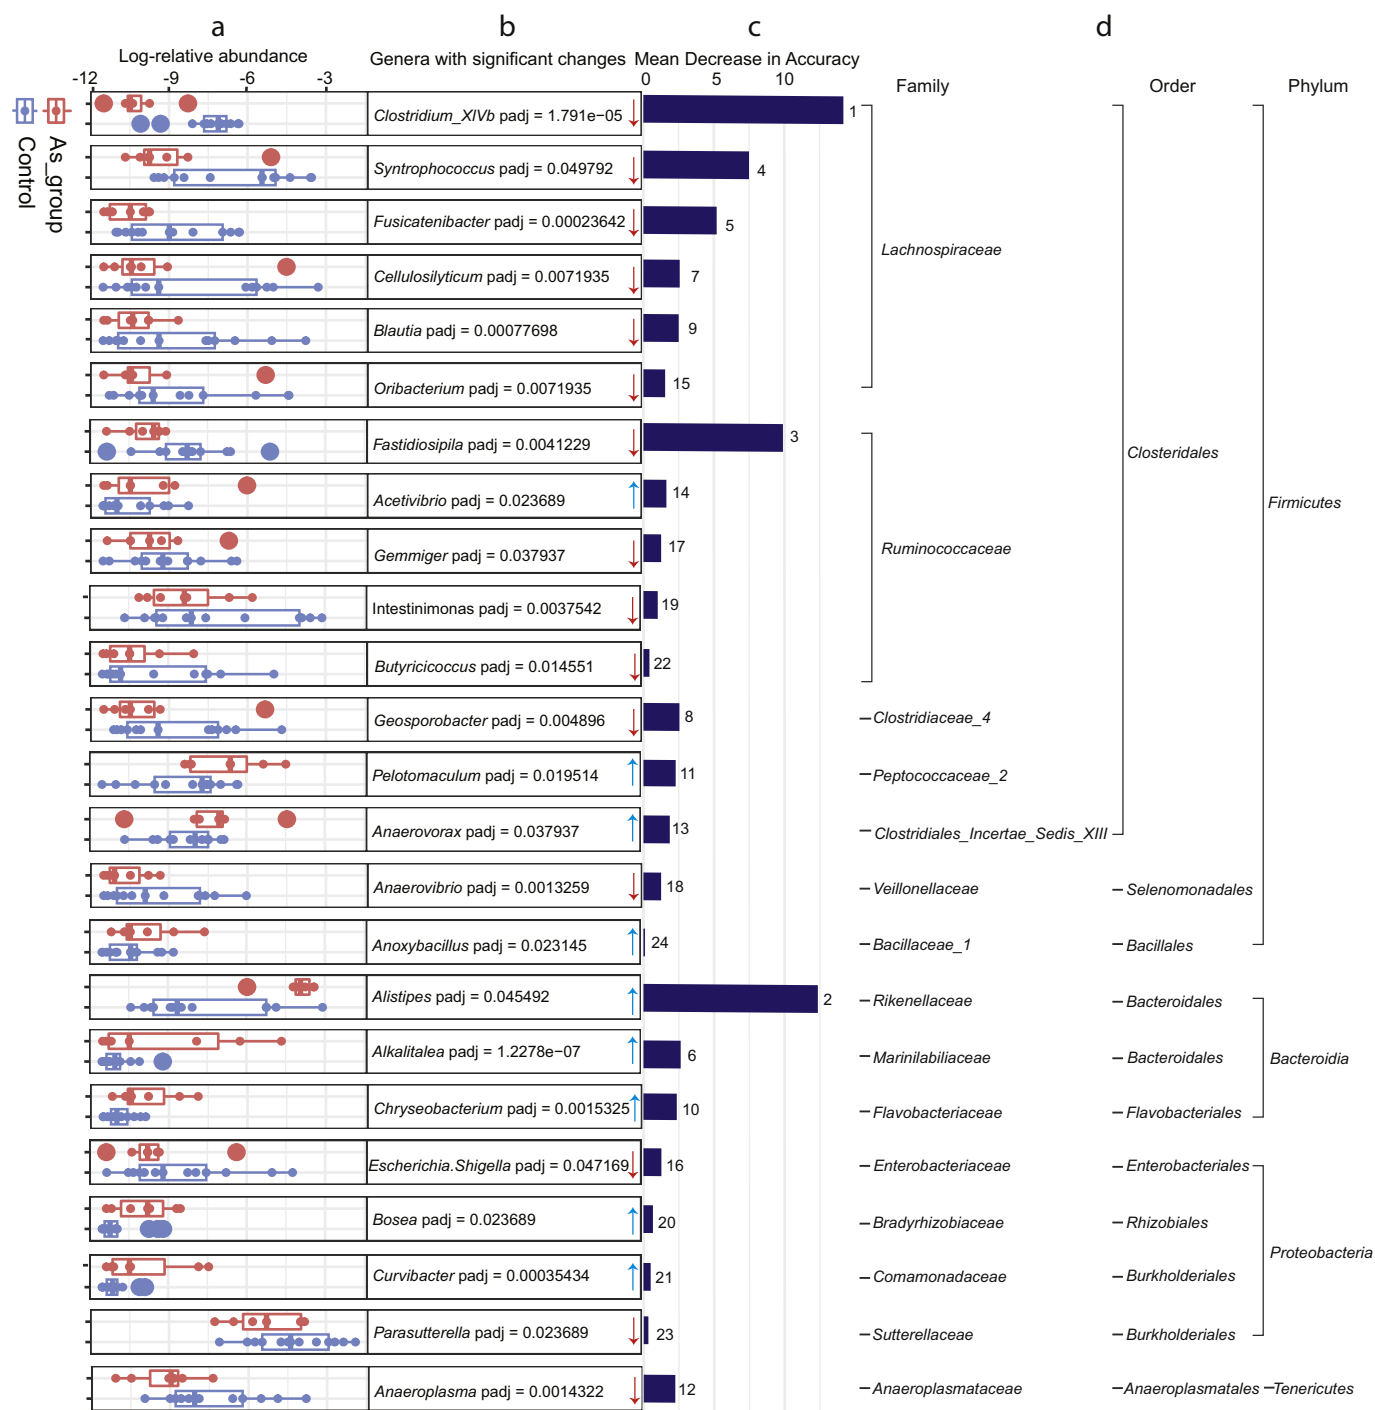 a b c d
Log-relative abundance Genera with significant changes Mean Decrease in Accuracy
-12 -9 -6 -3 0 5 10
Family Order Phylum
As_group
Control
Clostridium_XIVb padj = 1.791e−05 1
Syntrophococcus padj = 0.049792 4
Fusicatenibacter padj = 0.00023642 5
Lachnospiraceae
Cellulosilyticum padj = 0.0071935 7
Blautia padj = 0.00077698 9
Oribacterium padj = 0.0071935 15
Fastidiosipila padj = 0.0041229 3
Closteridales
Acetivibrio padj = 0.023689 14
Firmicutes
Gemmiger padj = 0.037937 17
Ruminococcaceae
Intestinimonas padj = 0.0037542 19
Butyricicoccus padj = 0.014551 22
Geosporobacter padj = 0.004896 8 Clostridiaceae_4
Pelotomaculum padj = 0.019514 11 Peptococcaceae_2
Anaerovorax padj = 0.037937 13 Clostridiales_Incertae_Sedis_XIII
Anaerovibrio padj = 0.0013259 18 Veillonellaceae Selenomonadales
Anoxybacillus padj = 0.023145 24 Bacillaceae_1 Bacillales
Alistipes padj = 0.045492 2 Rikenellaceae Bacteroidales
Alkalitalea padj = 1.2278e−07 6 Marinilabiliaceae Bacteroidales Bacteroidia
Chryseobacterium padj = 0.0015325 10 Flavobacteriaceae Flavobacteriales
Escherichia.Shigella padj = 0.047169 16 Enterobacteriaceae Enterobacteriales
Bosea padj = 0.023689 20 Bradyrhizobiaceae Rhizobiales
Proteobacteria
Curvibacter padj = 0.00035434 21 Comamonadaceae Burkholderiales
Parasutterella padj = 0.023689 23 Sutterellaceae Burkholderiales
Anaeroplasma padj = 0.0014322 12 Anaeroplasmataceae Anaeroplasmatales Tenericutes